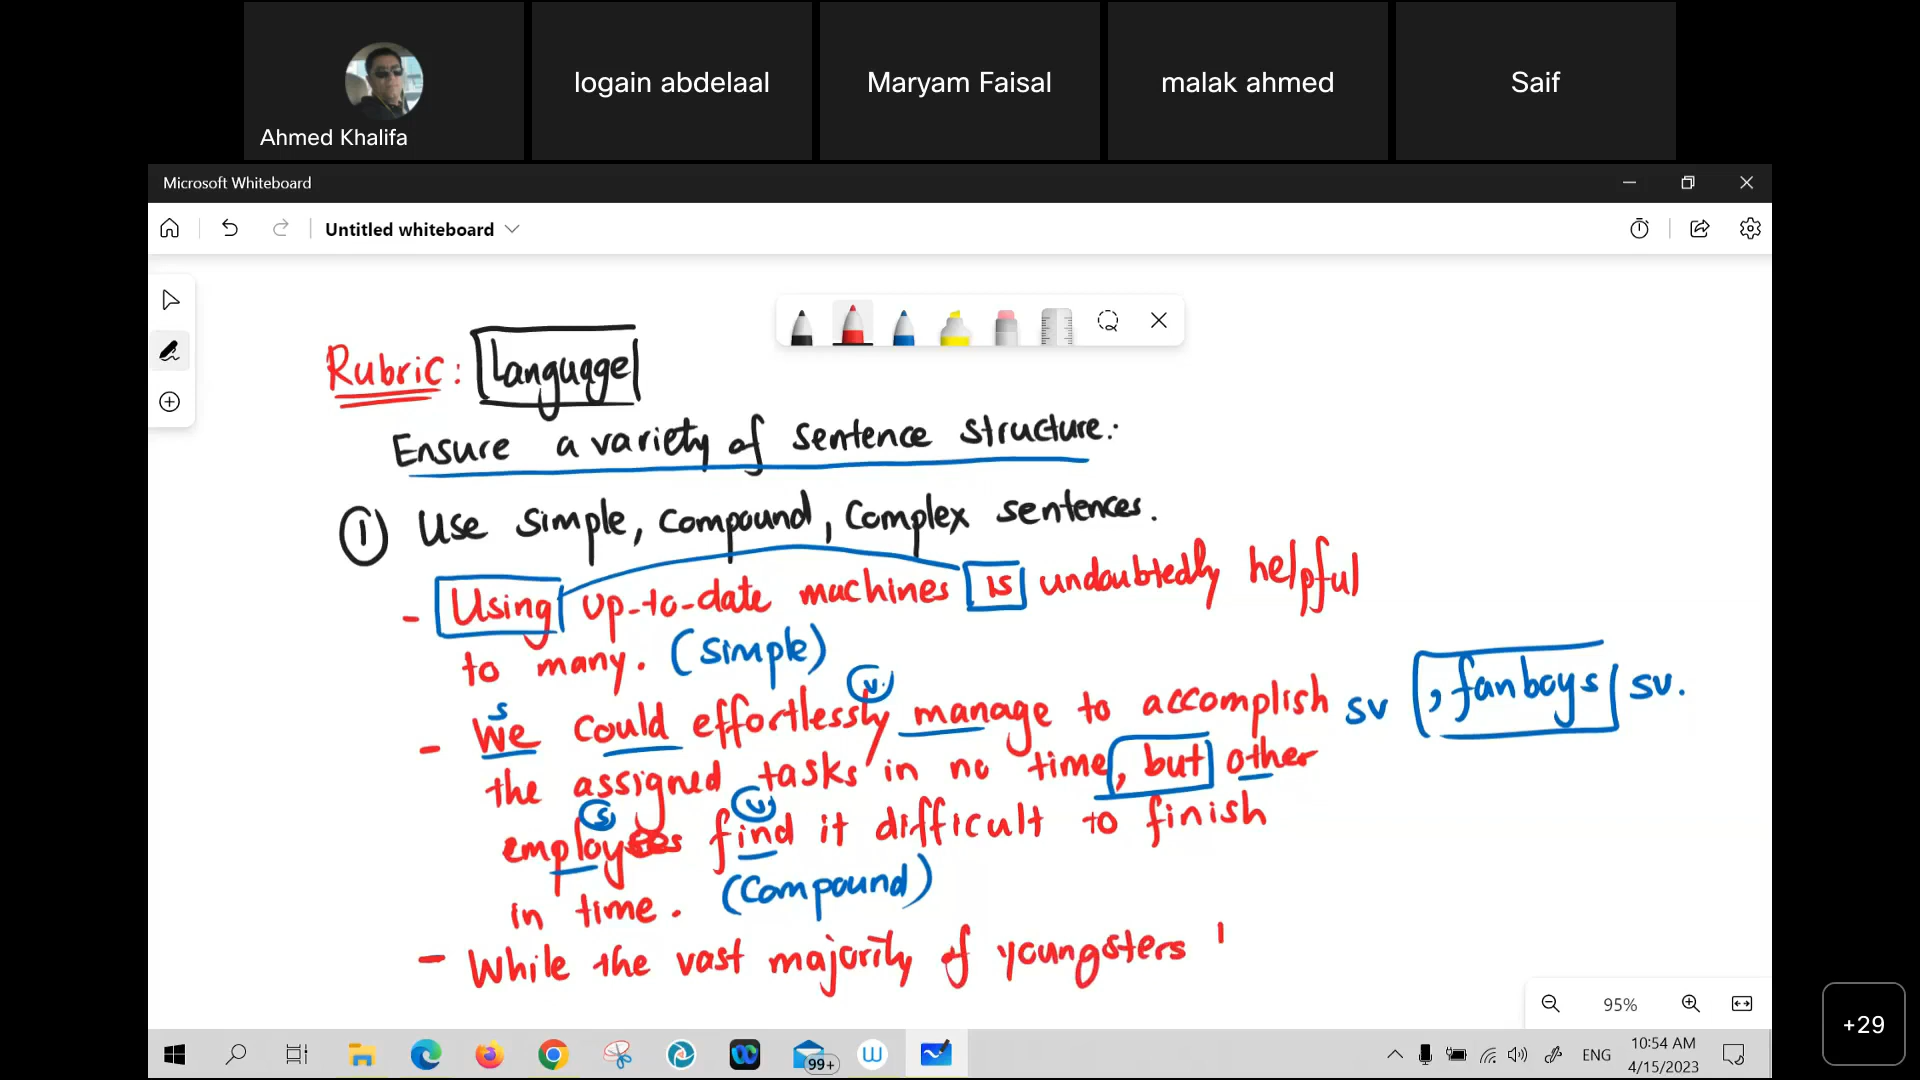 logain abdelaal
Maryam Faisal
malak ahmed
Saif
Ahmed Khalifa
Microsoft Whiteboard
Untitled whiteboard
Rubric: Language
Ensure a variety of sentence structure.
① Use simple, compound, complex sentences.
- Using up-to-date machines is undoubtedly helpful
to many. (simple)
v.
s
- We could effortlessly manage to accomplish sv , fanboys sv.
the assigned tasks in no time, but other
s v
employees find it difficult to finish
in time. (compound)
- While the vast majority of youngsters
95%
+29
99+
ENG
10:54 AM
4/15/2023